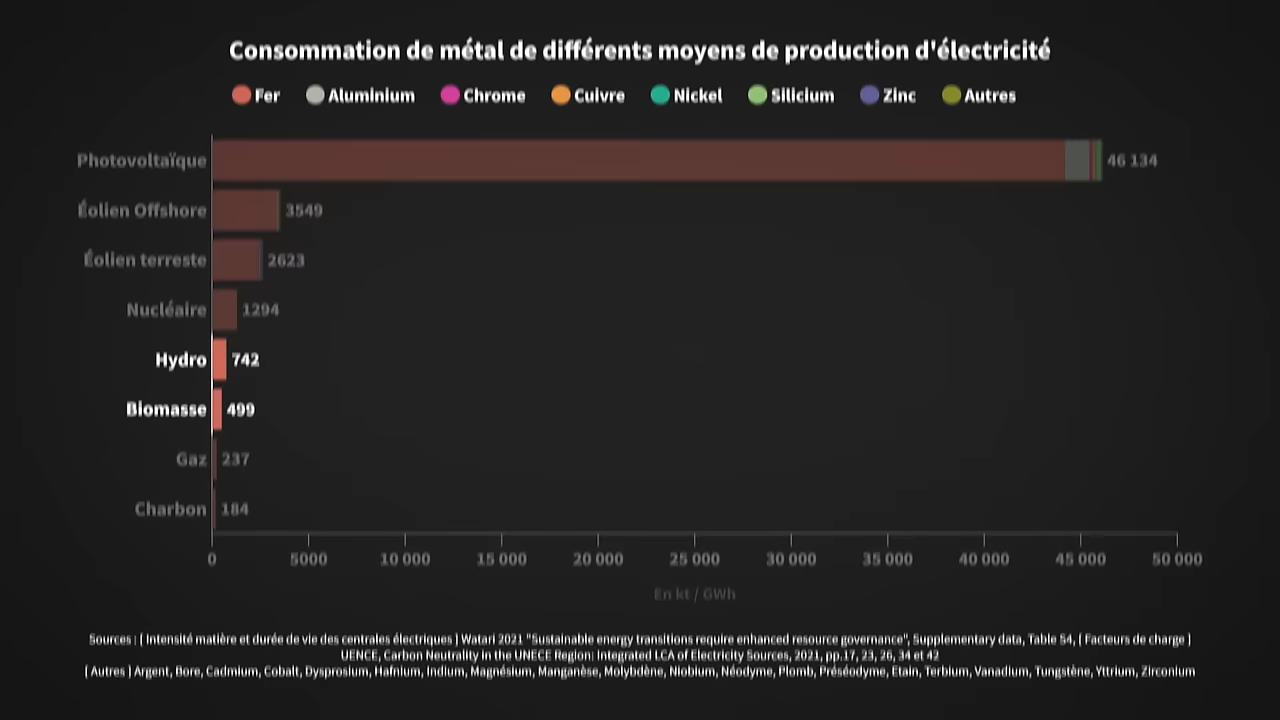 Consommation de métal de différents moyens de production d'électricité
Fer Aluminium Chrome Cuivre Nickel Silicium Zinc Autres
Photovoltaïque 46 134
Éolien Offshore 3549
Éolien terreste 2623
Nucléaire 1294
Hydro 742
Biomasse 499
Gaz 237
Charbon 184
0 5000 10 000 15 000 20 000 25 000 30 000 35 000 40 000 45 000 50 000
En kt / GWh
Sources : [ Intensité matière et durée de vie des centrales électriques ] Watari 2021 "Sustainable energy transitions require enhanced resource governance", Supplementary data, Table S4, [ Facteurs de charge ]
UENCE, Carbon Neutrality in the UNECE Region: Integrated LCA of Electricity Sources, 2021, pp.17, 23, 26, 34 et 42
[ Autres ] Argent, Bore, Cadmium, Cobalt, Dysprosium, Hafnium, Indium, Magnésium, Manganèse, Molybdène, Niobium, Néodyme, Plomb, Préséodyme, Etain, Terbium, Vanadium, Tungstène, Yttrium, Zirconium